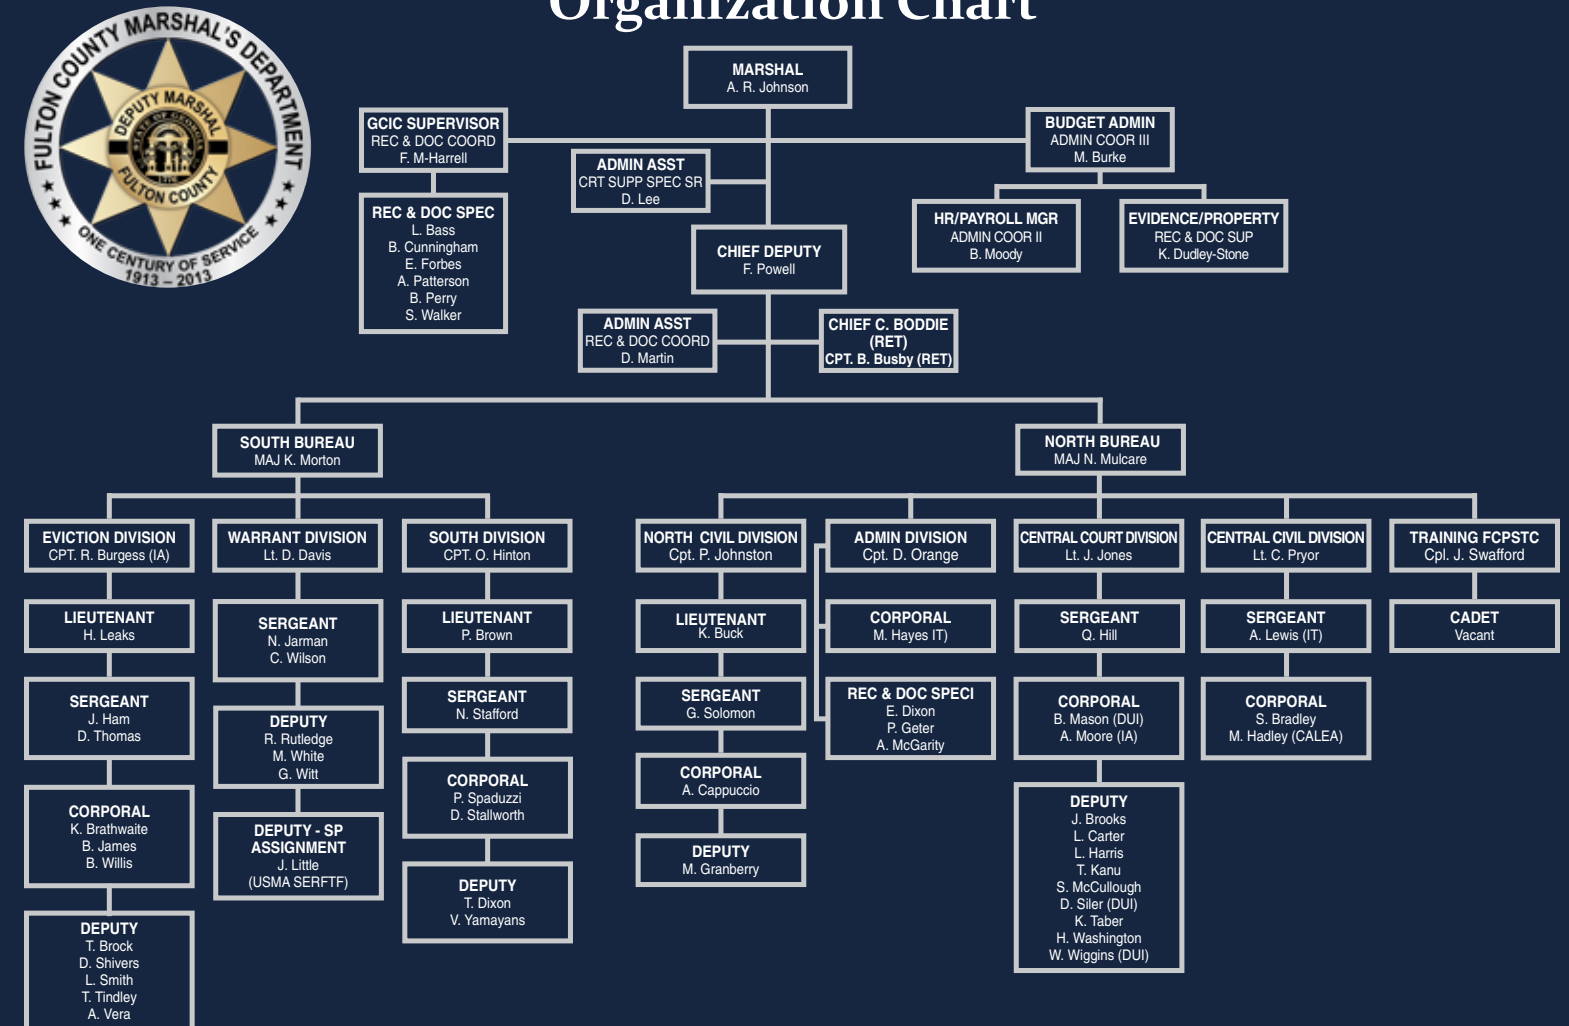 Organization Chart
FULTON COUNTY MARSHAL'S DEPARTMENT
DEPUTY MARSHAL
STATE OF GEORGIA
1776
FULTON COUNTY
ONE CENTURY OF SERVICE
1913 – 2013
MARSHAL
A. R. Johnson
GCIC SUPERVISOR
REC & DOC COORD
F. M-Harrell
BUDGET ADMIN
ADMIN COOR III
M. Burke
ADMIN ASST
CRT SUPP SPEC SR
D. Lee
REC & DOC SPEC
L. Bass
B. Cunningham
E. Forbes
A. Patterson
B. Perry
S. Walker
HR/PAYROLL MGR
ADMIN COOR II
B. Moody
EVIDENCE/PROPERTY
REC & DOC SUP
K. Dudley-Stone
CHIEF DEPUTY
F. Powell
ADMIN ASST
REC & DOC COORD
D. Martin
CHIEF C. BODDIE
(RET)
CPT. B. Busby (RET)
SOUTH BUREAU
MAJ K. Morton
NORTH BUREAU
MAJ N. Mulcare
EVICTION DIVISION
CPT. R. Burgess (IA)
LIEUTENANT
H. Leaks
SERGEANT
J. Ham
D. Thomas
CORPORAL
K. Brathwaite
B. James
B. Willis
DEPUTY
T. Brock
D. Shivers
L. Smith
T. Tindley
A. Vera
WARRANT DIVISION
Lt. D. Davis
SERGEANT
N. Jarman
C. Wilson
DEPUTY
R. Rutledge
M. White
G. Witt
DEPUTY - SP
ASSIGNMENT
J. Little
(USMA SERFTF)
SOUTH DIVISION
CPT. O. Hinton
LIEUTENANT
P. Brown
SERGEANT
N. Stafford
CORPORAL
P. Spaduzzi
D. Stallworth
DEPUTY
T. Dixon
V. Yamayans
NORTH CIVIL DIVISION
Cpt. P. Johnston
LIEUTENANT
K. Buck
SERGEANT
G. Solomon
CORPORAL
A. Cappuccio
DEPUTY
M. Granberry
ADMIN DIVISION
Cpt. D. Orange
CORPORAL
M. Hayes IT)
REC & DOC SPECI
E. Dixon
P. Geter
A. McGarity
CENTRAL COURT DIVISION
Lt. J. Jones
SERGEANT
Q. Hill
CORPORAL
B. Mason (DUI)
A. Moore (IA)
DEPUTY
J. Brooks
L. Carter
L. Harris
T. Kanu
S. McCullough
D. Siler (DUI)
K. Taber
H. Washington
W. Wiggins (DUI)
CENTRAL CIVIL DIVISION
Lt. C. Pryor
SERGEANT
A. Lewis (IT)
CORPORAL
S. Bradley
M. Hadley (CALEA)
TRAINING FCPSTC
Cpl. J. Swafford
CADET
Vacant